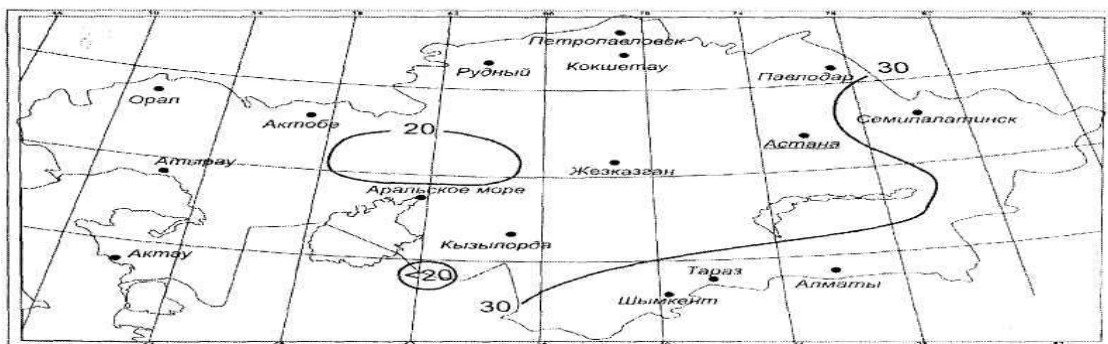 Петропавловск
Рудный
Кокшетау
Павлодар
30
Орал
Актобе
20
Семипалатинск
Астана
Атырау
Жезказган
Аральское море
Кызылорда
Актау
<20
Тараз
Алматы
30
Шымкент